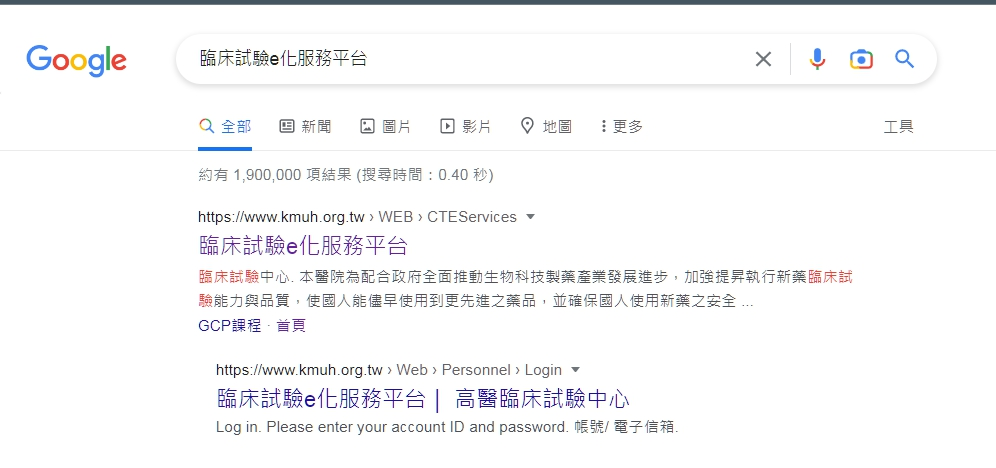 Google
臨床試驗e化服務平台
全部 新聞 圖片 影片 地圖 更多 工具
約有 1,900,000 項結果 (搜尋時間:0.40 秒)
https://www.kmuh.org.tw › WEB › CTEServices
臨床試驗e化服務平台
臨床試驗中心. 本醫院為配合政府全面推動生物科技製藥產業發展進步,加強提昇執行新藥臨床試
驗能力與品質,使國人能儘早使用到更先進之藥品,並確保國人使用新藥之安全 ...
GCP課程 · 首頁
https://www.kmuh.org.tw › Web › Personnel › Login
臨床試驗e化服務平台 | 高醫臨床試驗中心
Log in. Please enter your account ID and password. 帳號/ 電子信箱.